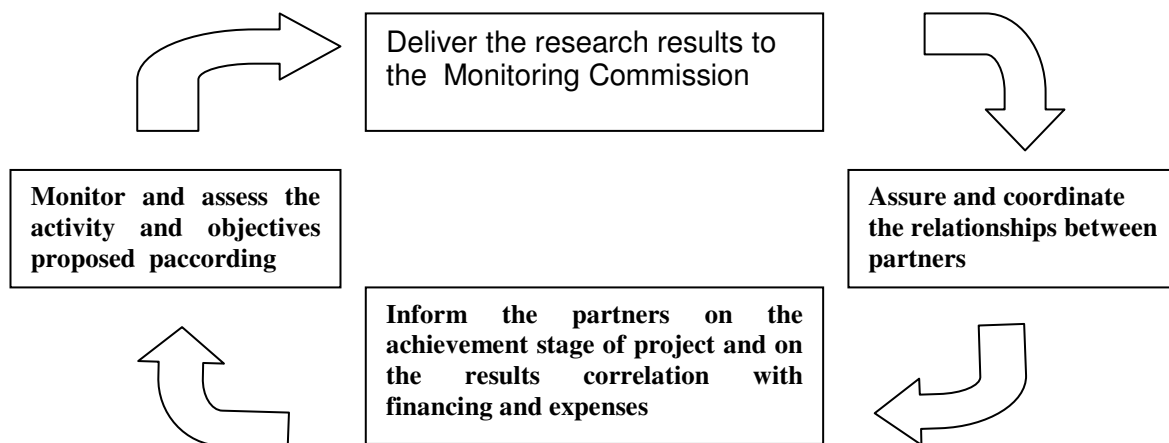 Deliver the research results to
the Monitoring Commission
Monitor and assess the
activity and objectives
proposed paccording
Assure and coordinate
the relationships between
partners
Inform the partners on the
achievement stage of project and on
the results correlation with
financing and expenses